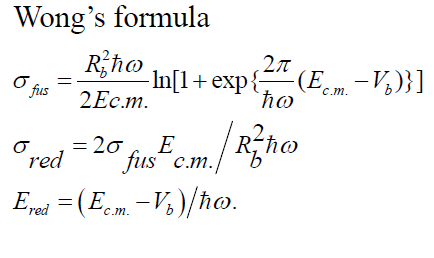 Wong's formula
σ_fus = R_b^2 ħω / 2Ec.m. ln[1+exp{2π/ħω (E_c.m. − V_b)}]
σ_red = 2σ_fus E_c.m. / R_b^2 ħω
E_red = (E_c.m. − V_b)/ħω.